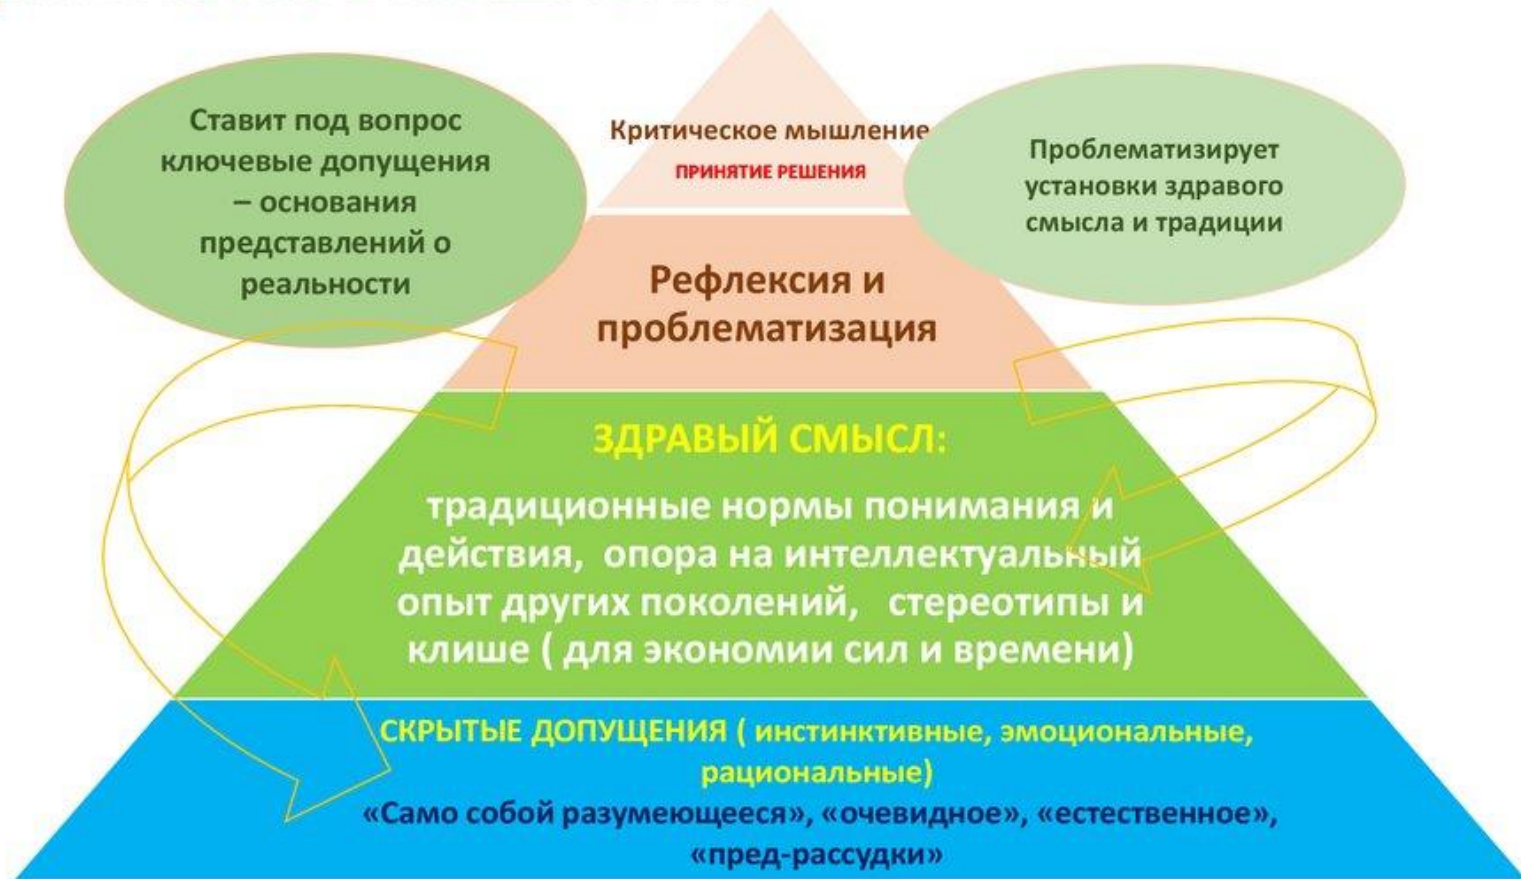 Ставит под вопрос
ключевые допущения
– основания
представлений о
реальности
Критическое мышление
ПРИНЯТИЕ РЕШЕНИЯ
Проблематизирует
установки здравого
смысла и традиции
Рефлексия и
проблематизация
ЗДРАВЫЙ СМЫСЛ:
традиционные нормы понимания и
действия, опора на интеллектуальный
опыт других поколений, стереотипы и
клише ( для экономии сил и времени)
СКРЫТЫЕ ДОПУЩЕНИЯ ( инстинктивные, эмоциональные,
рациональные)
«Само собой разумеющееся», «очевидное», «естественное»,
«пред-рассудки»